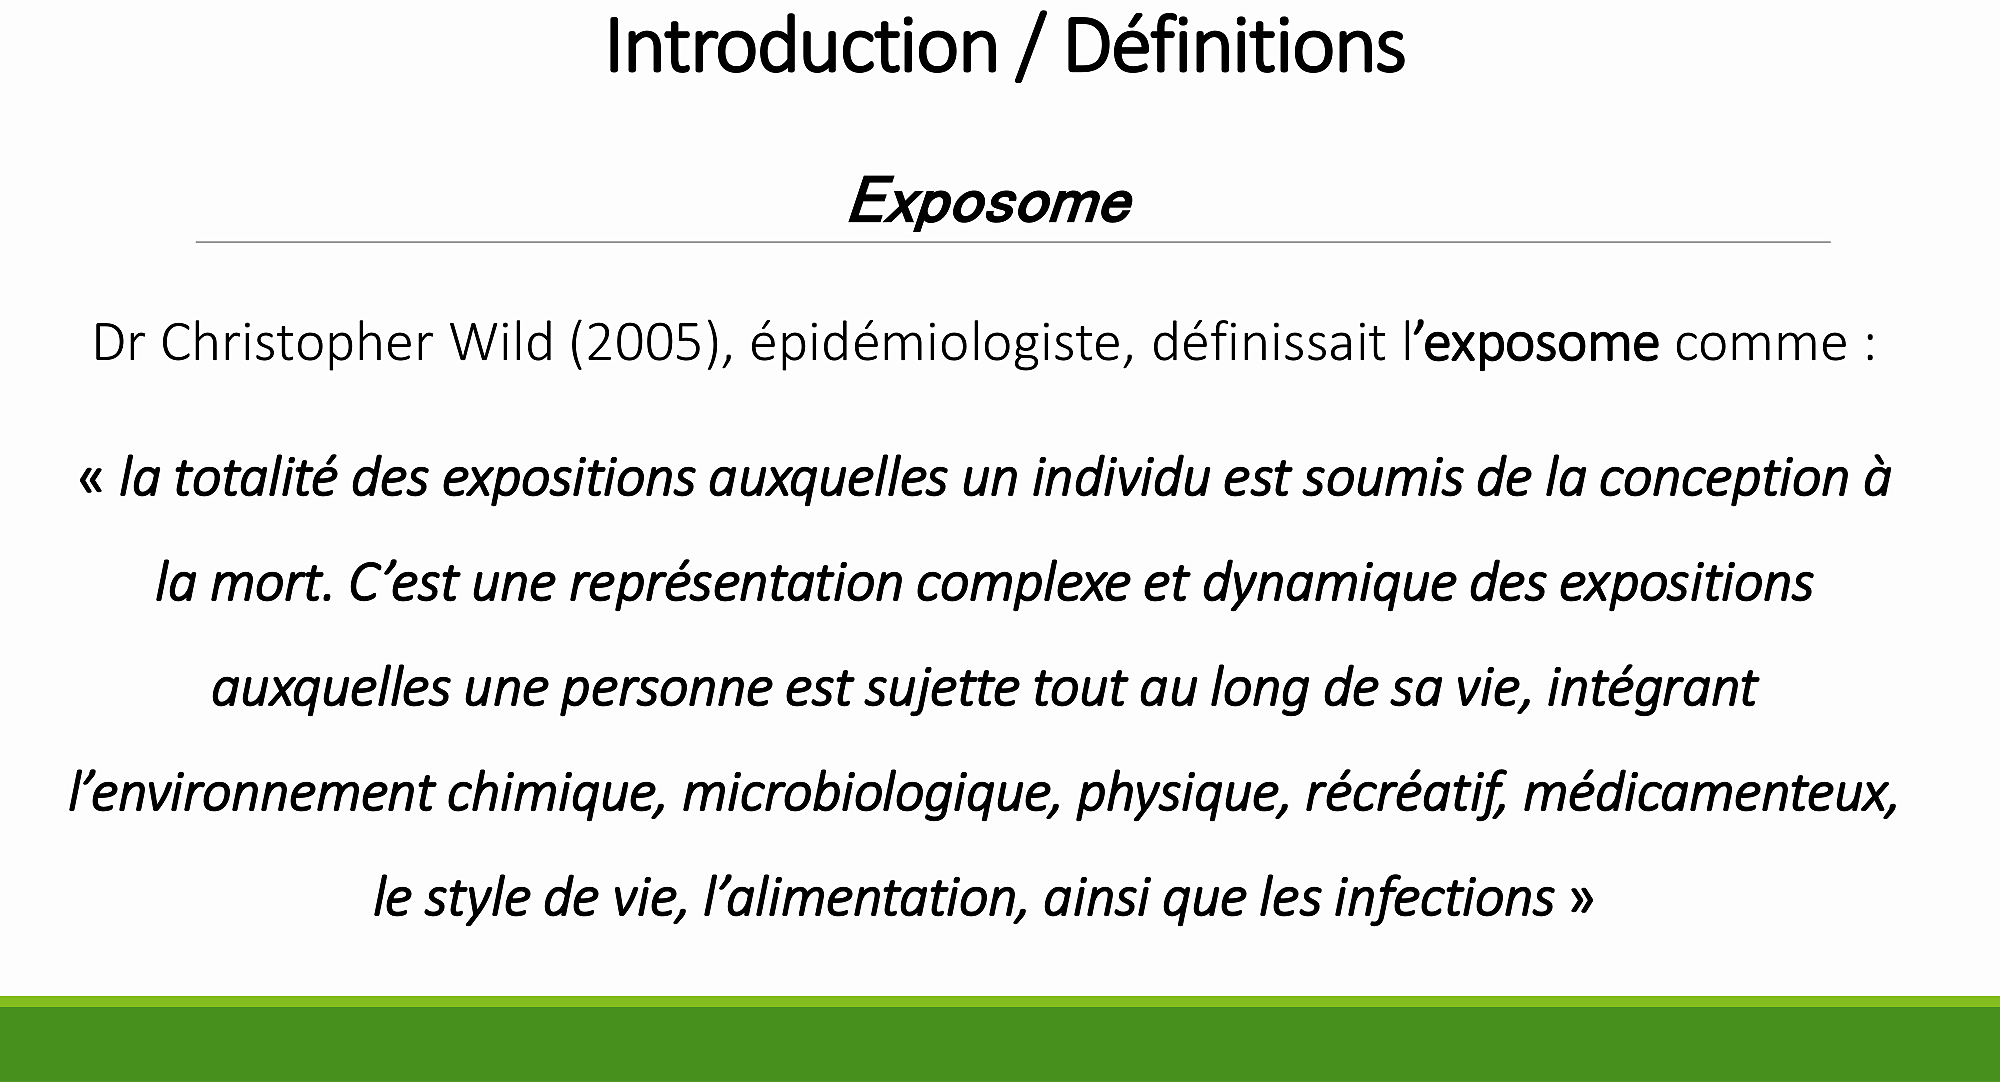 Introduction / Définitions
Exposome
Dr Christopher Wild (2005), épidémiologiste, définissait l’exposome comme :
« la totalité des expositions auxquelles un individu est soumis de la conception à
la mort. C’est une représentation complexe et dynamique des expositions
auxquelles une personne est sujette tout au long de sa vie, intégrant
l’environnement chimique, microbiologique, physique, récréatif, médicamenteux,
le style de vie, l’alimentation, ainsi que les infections »